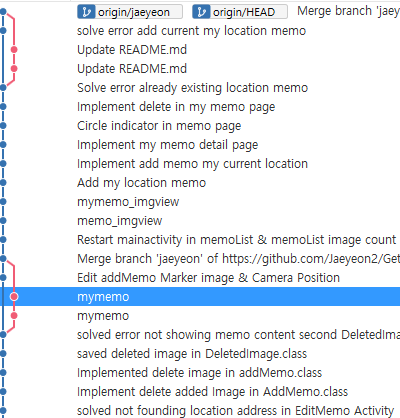 origin/jaeyeon origin/HEAD Merge branch 'jaey
solve error add current my location memo
Update README.md
Update README.md
Solve error already existing location memo
Implement delete in my memo page
Circle indicator in memo page
Implement my memo detail page
Implement add memo my current location
Add my location memo
mymemo_imgview
memo_imgview
Restart mainactivity in memoList & memoList image count
Merge branch 'jaeyeon' of https://github.com/Jaeyeon2/Get
Edit addMemo Marker image & Camera Position
mymemo
mymemo
solved error not showing memo content second DeletedIma
saved deleted image in DeletedImage.class
Implemented delete image in addMemo.class
Implement delete added Image in AddMemo.class
solved not founding location address in EditMemo Activity